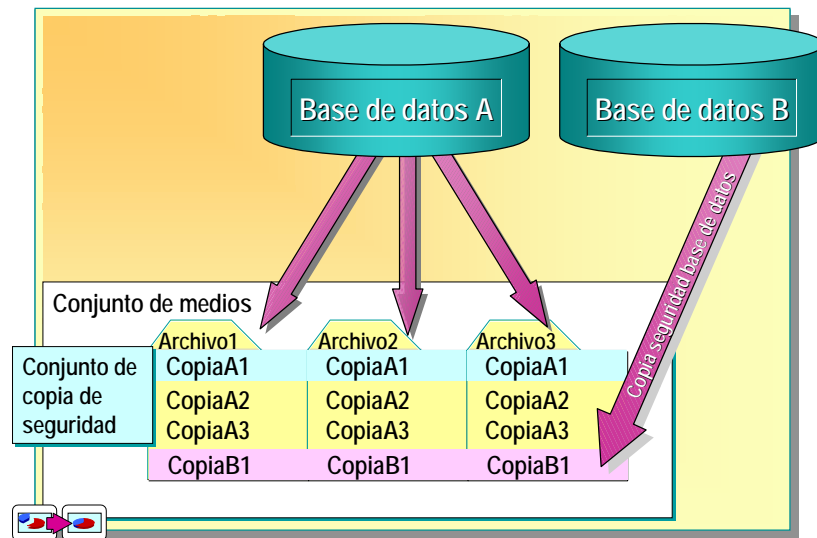 Base de datos A
Base de datos B
Copia seguridad base de datos
Conjunto de medios
Archivo1 Archivo2 Archivo3
Conjunto de
copia de
seguridad
CopiaA1 CopiaA1 CopiaA1
CopiaA2 CopiaA2 CopiaA2
CopiaA3 CopiaA3 CopiaA3
CopiaB1 CopiaB1 CopiaB1